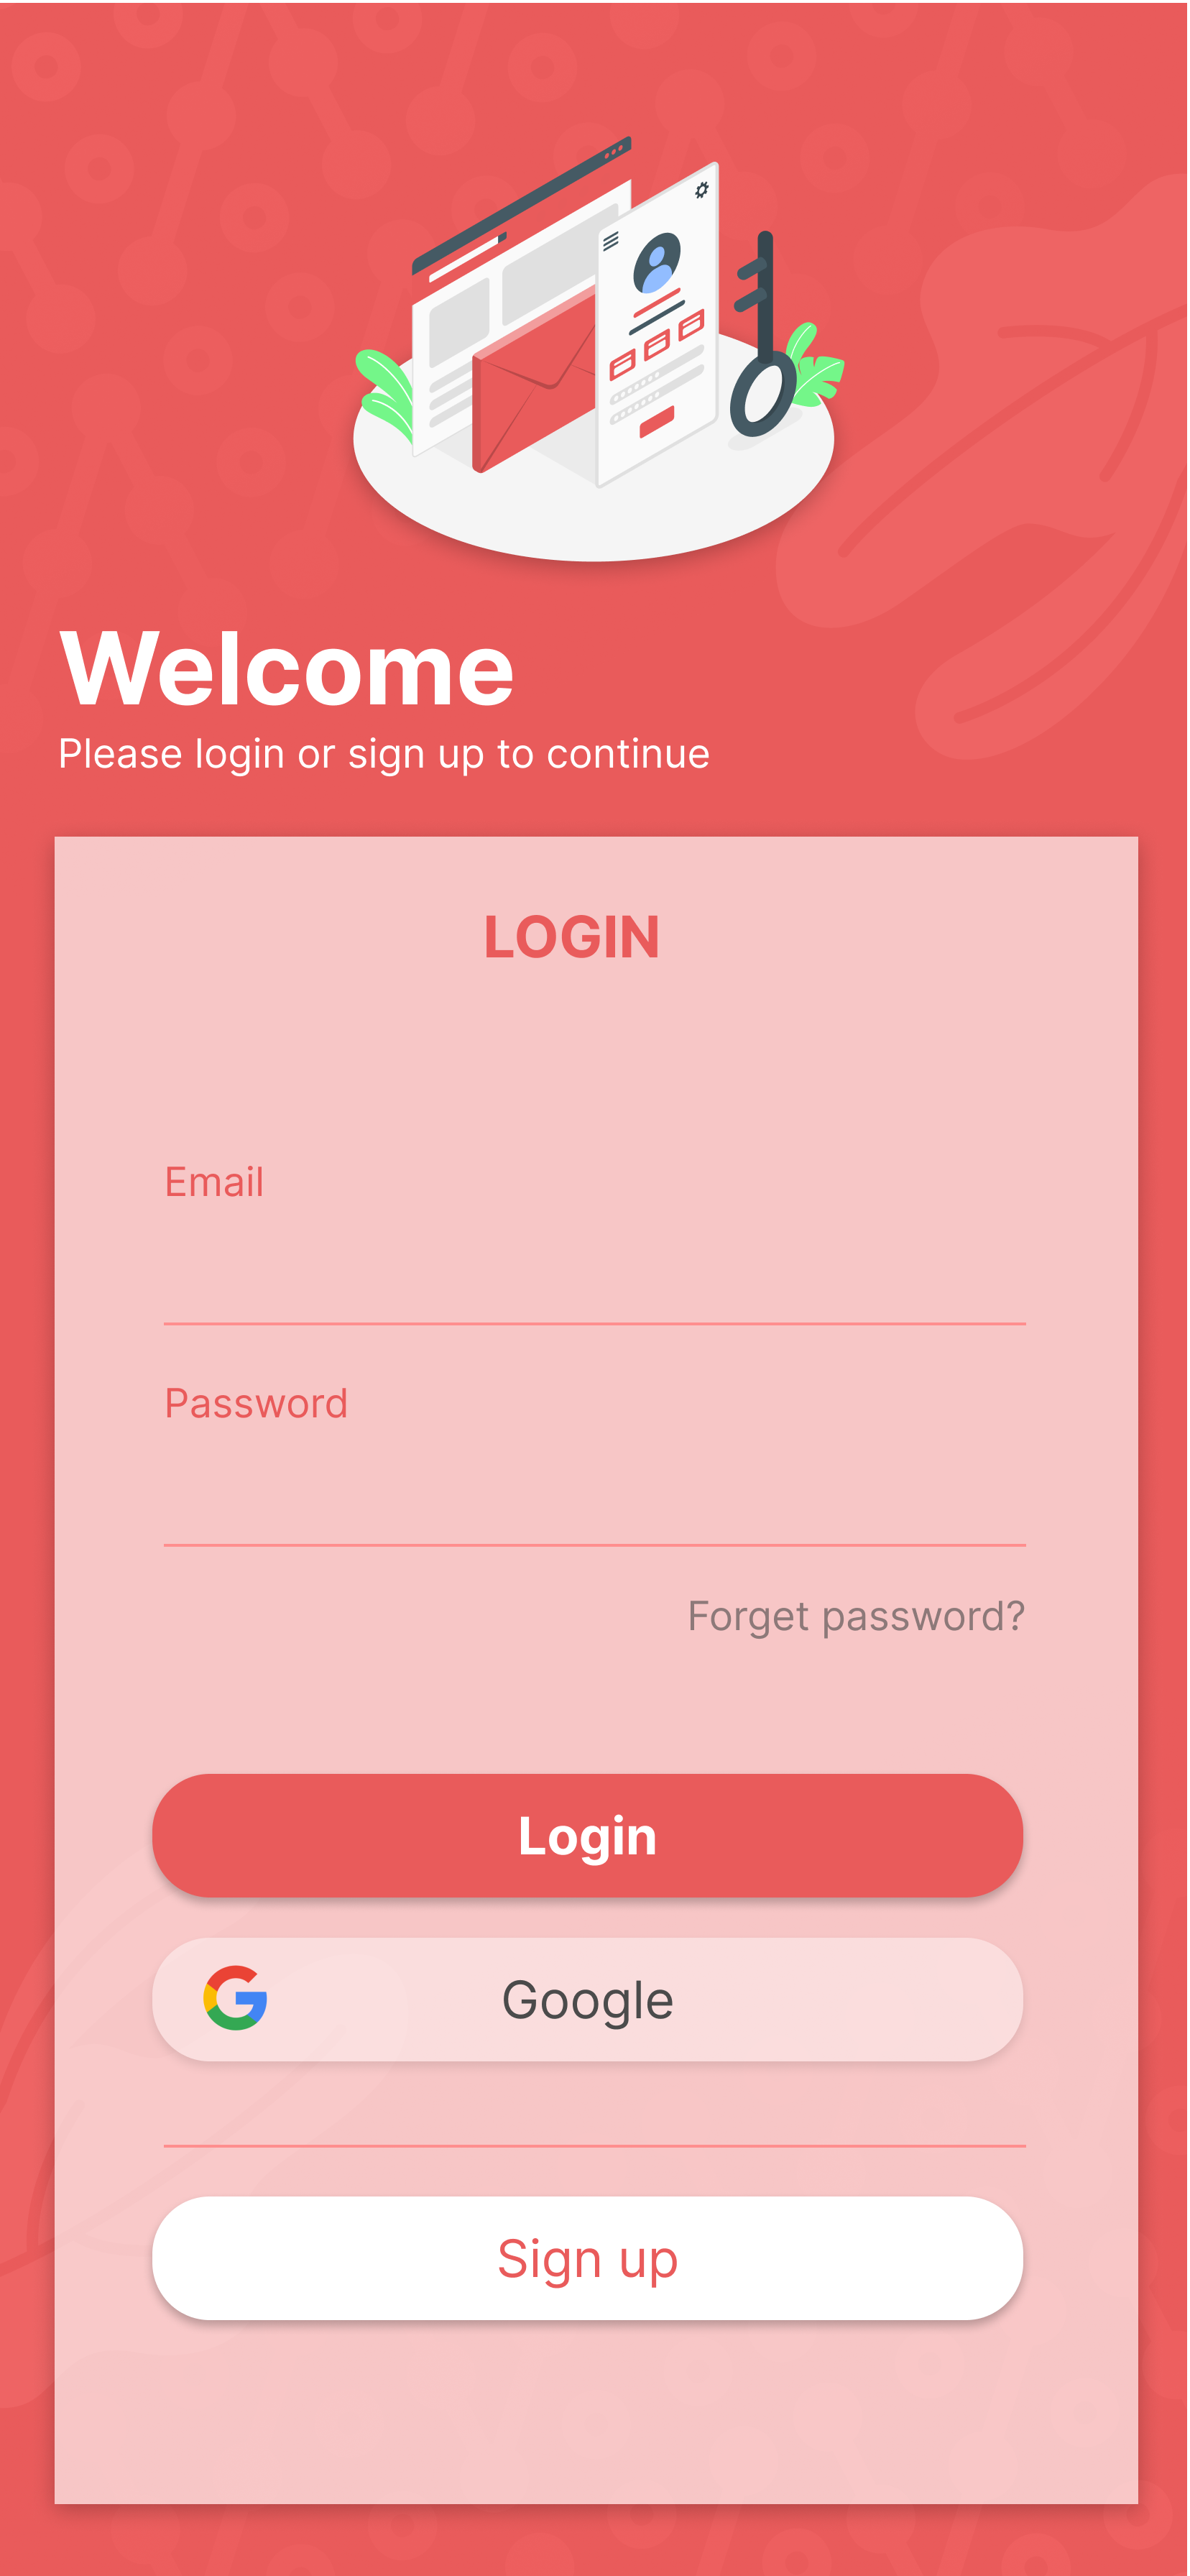 Welcome
Please login or sign up to continue
LOGIN
Email
Password
Forget password?
Login
Google
Sign up